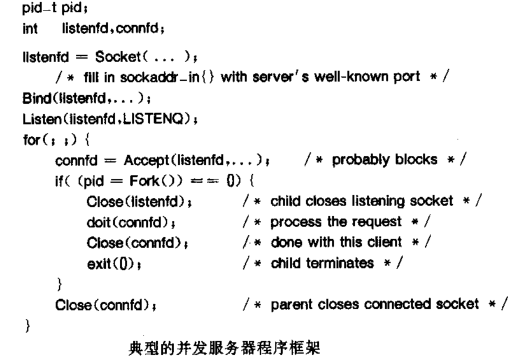 pid_t pid;
int listenfd,connfd;
listenfd = Socket( ... );
/* fill in sockaddr_in{} with server's well-known port */
Bind(listenfd,...);
Listen(listenfd,LISTENQ);
for(; ;) {
connfd = Accept(listenfd,...); /* probably blocks */
if( (pid = Fork()) == 0) {
Close(listenfd); /* child closes listening socket */
doit(connfd); /* process the request */
Close(connfd); /* done with this client */
exit(0); /* child terminates */
}
Close(connfd); /* parent closes connected socket */
}
典型的并发服务器程序框架